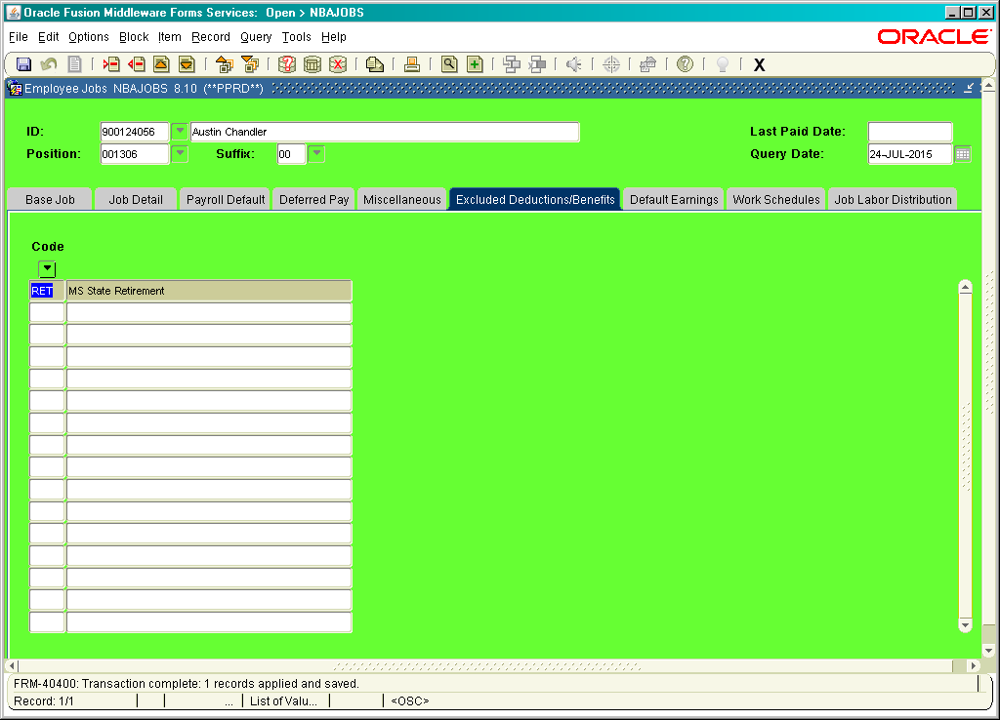 Oracle Fusion Middleware Forms Services:  Open > NBAJOBS
File Edit Options Block Item Record Query Tools Help
ORACLE
X
Employee Jobs  NBAJOBS  8.10  (**PPRD**)
ID: 900124056 Austin Chandler Last Paid Date:
Position: 001306 Suffix: 00 Query Date: 24-JUL-2015
Base Job Job Detail Payroll Default Deferred Pay Miscellaneous Excluded Deductions/Benefits Default Earnings Work Schedules Job Labor Distribution
Code
RET MS State Retirement
FRM-40400: Transaction complete: 1 records applied and saved.
Record: 1/1 ... List of Valu... <OSC>